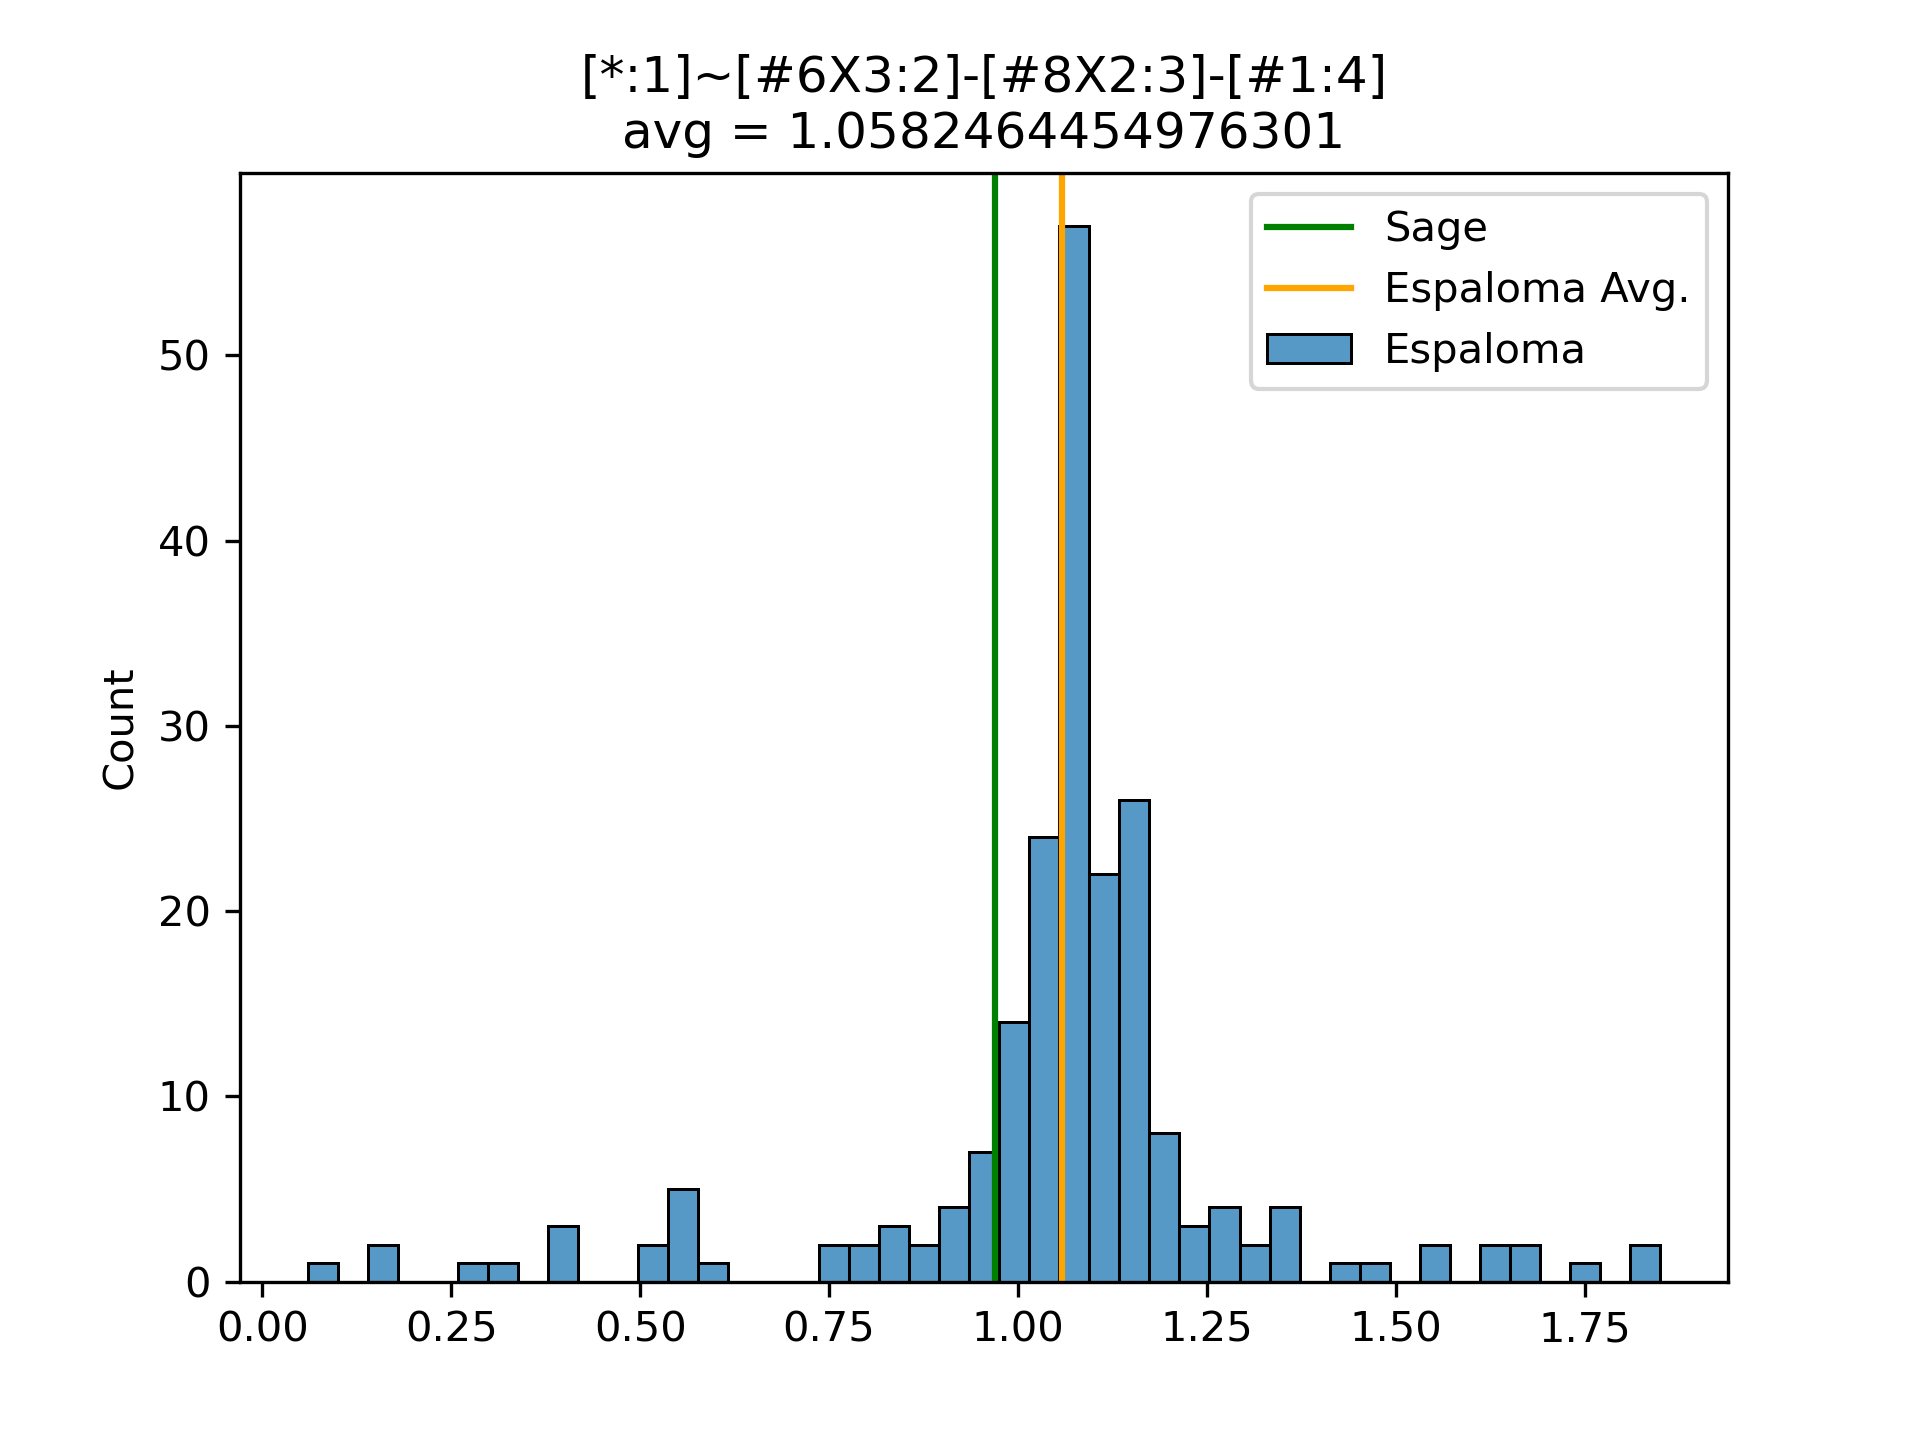 [*:1]~[#6X3:2]-[#8X2:3]-[#1:4]
avg = 1.0582464454976301
Sage
Espaloma Avg.
Espaloma
Count
50
40
30
20
10
0
0.00 0.25 0.50 0.75 1.00 1.25 1.50 1.75